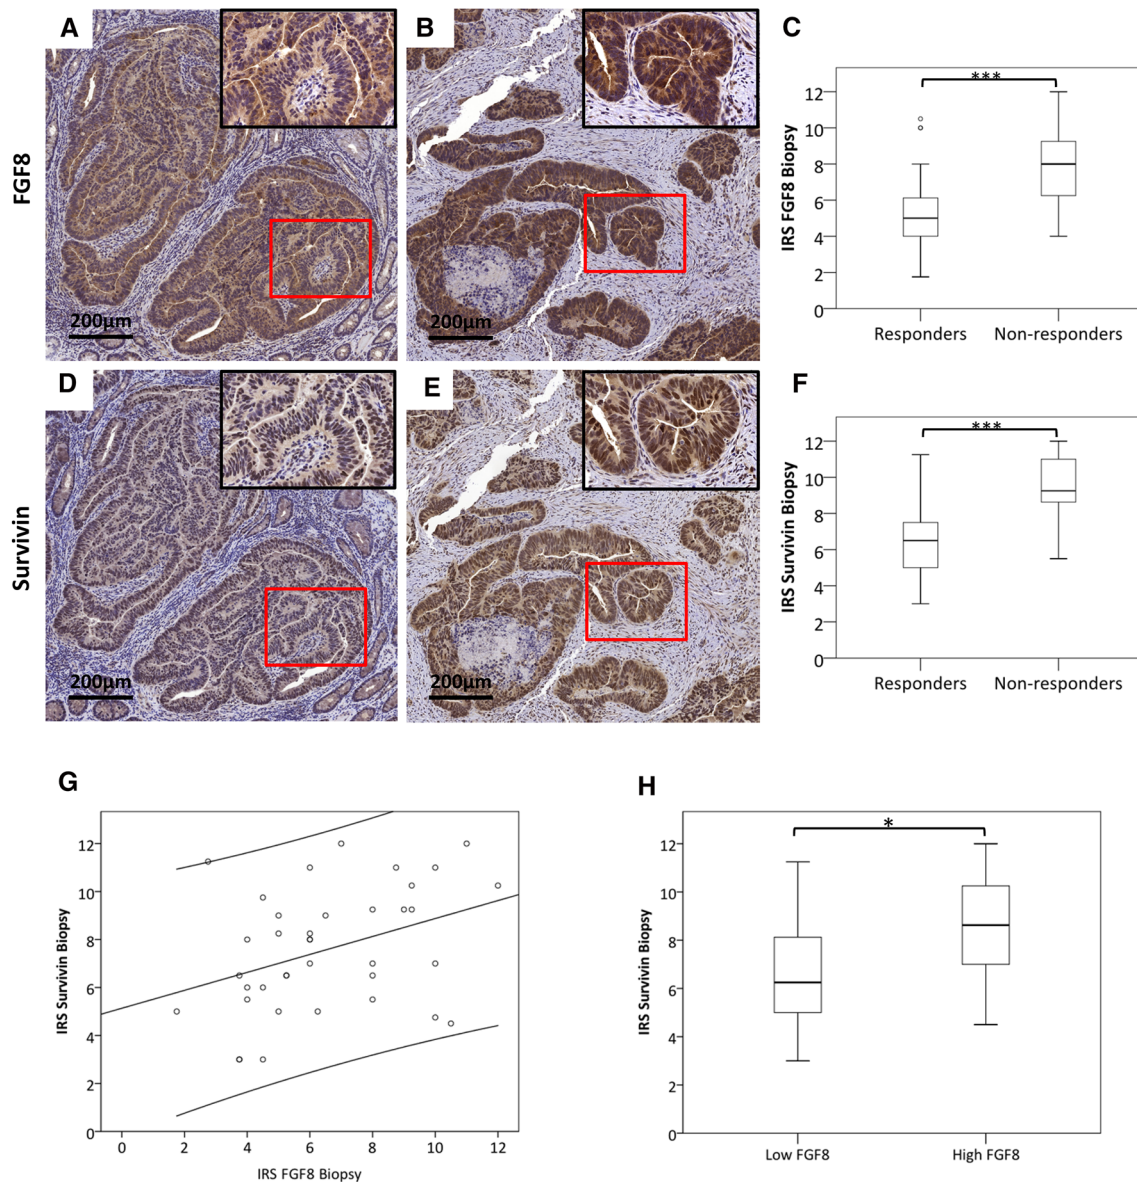 A
B
C
FGF8
200µm
200µm
IRS FGF8 Biopsy
12
10
8
6
4
2
0
***
Responders
Non-responders
D
E
F
Survivin
200µm
200µm
IRS Survivin Biopsy
12
10
8
6
4
2
0
***
Responders
Non-responders
G
IRS Survivin Biopsy
12
10
8
6
4
2
0
0 2 4 6 8 10 12
IRS FGF8 Biopsy
H
IRS Survivin Biopsy
12
10
8
6
4
2
0
*
Low FGF8
High FGF8